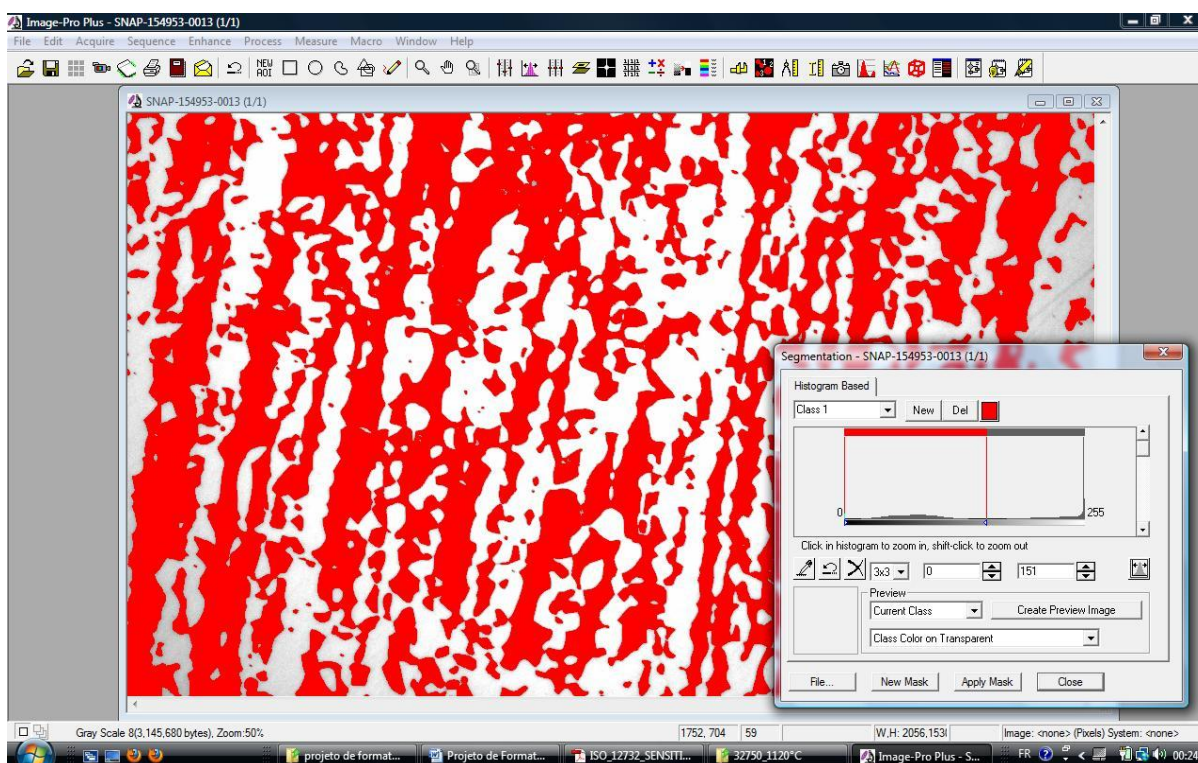 Image-Pro Plus - SNAP-154953-0013 (1/1)
File Edit Acquire Sequence Enhance Process Measure Macro Window Help
NEW AOI
SNAP-154953-0013 (1/1)
Segmentation - SNAP-154953-0013 (1/1)
Histogram Based
Class 1 New Del
0 255
Click in histogram to zoom in, shift-click to zoom out
3x3 0 151
Preview
Current Class Create Preview Image
Class Color on Transparent
File... New Mask Apply Mask Close
Gray Scale 8(3,145,680 bytes), Zoom:50% 1752, 704 59 W,H: 2056,153 Image: <none> (Pixels) System: <none>
projeto de format... Projeto de Format... ISO_12732_SENSITI... 32750_1120°C Image-Pro Plus - S... FR 00:24